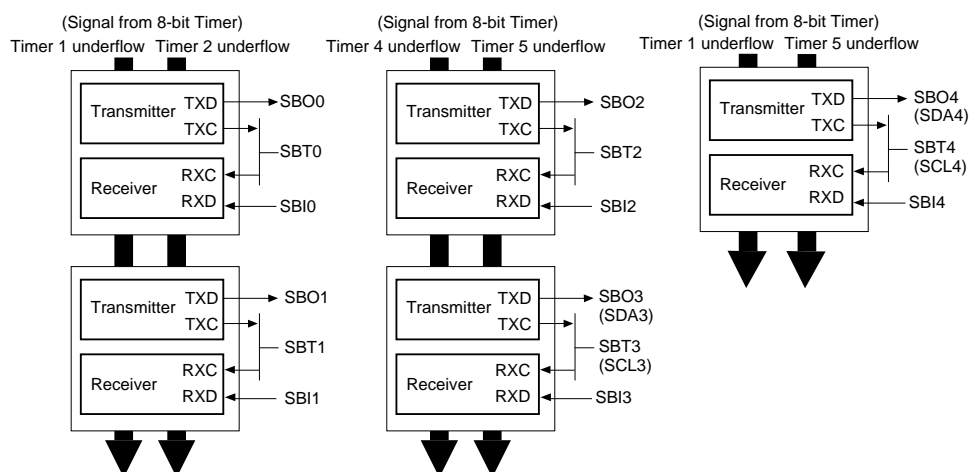 (Signal from 8-bit Timer)
Timer 1 underflow Timer 2 underflow
Transmitter
TXD
TXC
SBO0
SBT0
Receiver
RXC
RXD
SBI0
Transmitter
TXD
TXC
SBO1
SBT1
Receiver
RXC
RXD
SBI1
(Signal from 8-bit Timer)
Timer 4 underflow Timer 5 underflow
Transmitter
TXD
TXC
SBO2
SBT2
Receiver
RXC
RXD
SBI2
Transmitter
TXD
TXC
SBO3
(SDA3)
SBT3
(SCL3)
Receiver
RXC
RXD
SBI3
(Signal from 8-bit Timer)
Timer 1 underflow Timer 5 underflow
Transmitter
TXD
TXC
SBO4
(SDA4)
SBT4
(SCL4)
Receiver
RXC
RXD
SBI4